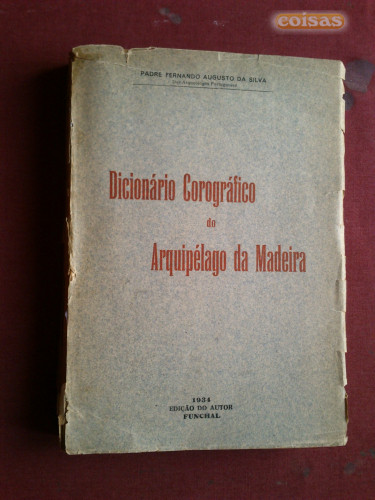 coisas
PADRE FERNANDO AUGUSTO DA SILVA
Dicionário Corográfico
do
Arquipélago da Madeira
1934
EDIÇÃO DO AUTOR
FUNCHAL